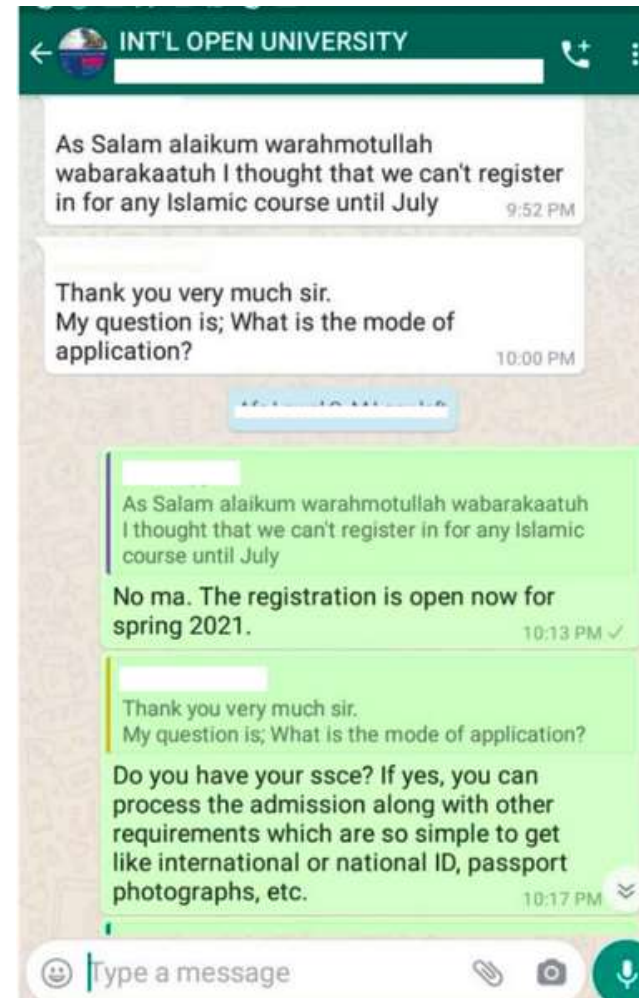 INT'L OPEN UNIVERSITY
As Salam alaikum warahmotullah
wabarakaatuh I thought that we can't register
in for any Islamic course until July
9:52 PM
Thank you very much sir.
My question is; What is the mode of
application?
10:00 PM
As Salam alaikum warahmotullah wabarakaatuh
I thought that we can't register in for any Islamic
course until July
No ma. The registration is open now for
spring 2021.
10:13 PM
Thank you very much sir.
My question is; What is the mode of application?
Do you have your ssce? If yes, you can
process the admission along with other
requirements which are so simple to get
like international or national ID, passport
photographs, etc.
10:17 PM
Type a message